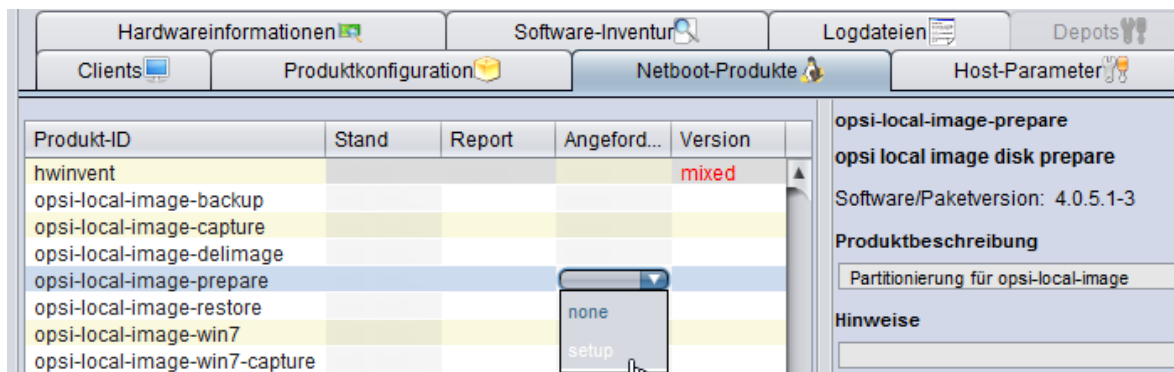 Hardwareinformationen Software-Inventur Logdateien Depots
Clients Produktkonfiguration Netboot-Produkte Host-Parameter
Produkt-ID Stand Report Angeford... Version
hwinvent mixed
opsi-local-image-backup
opsi-local-image-capture
opsi-local-image-delimage
opsi-local-image-prepare
opsi-local-image-restore
opsi-local-image-win7
opsi-local-image-win7-capture
none
setup
opsi-local-image-prepare
opsi local image disk prepare
Software/Paketversion: 4.0.5.1-3
Produktbeschreibung
Partitionierung für opsi-local-image
Hinweise